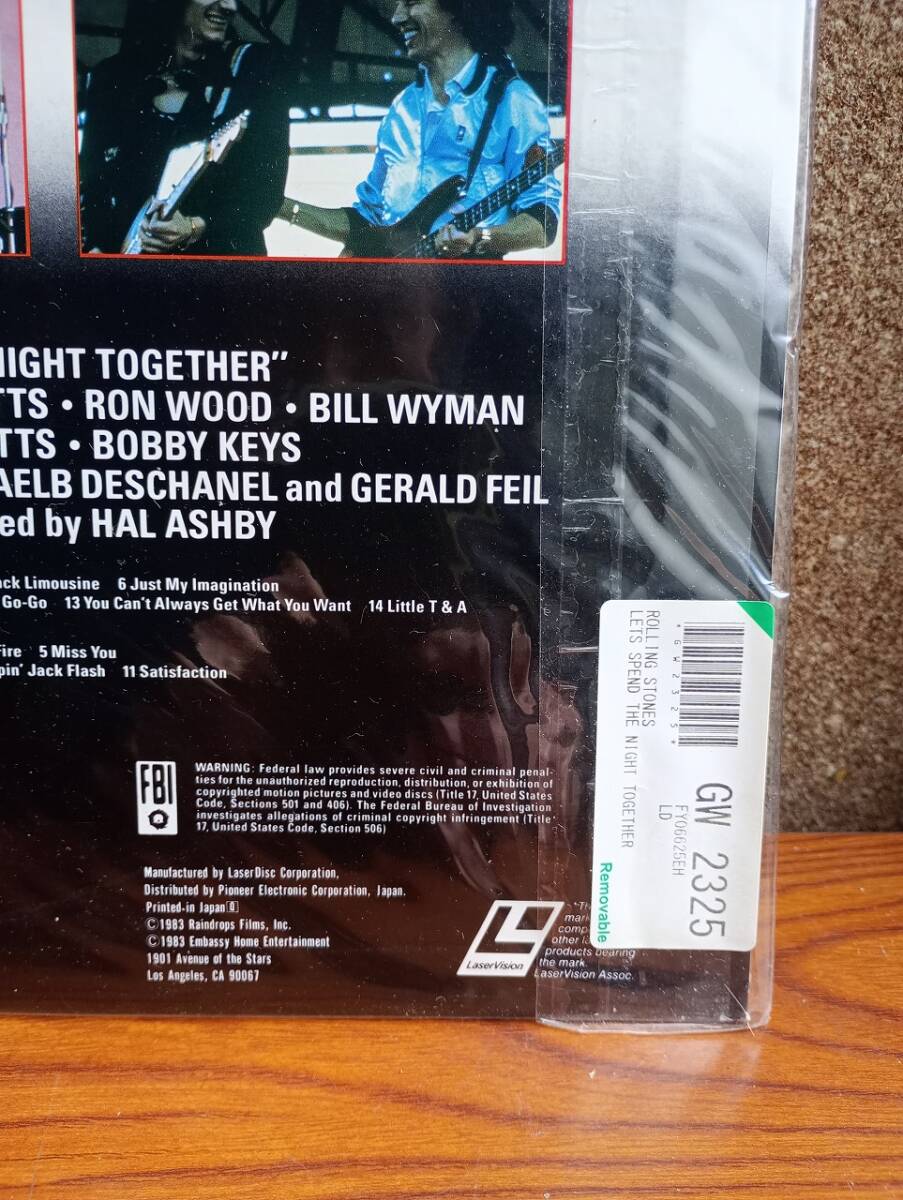 NIGHT TOGETHER”
TTS • RON WOOD • BILL WYMAN
TTS • BOBBY KEYS
AELB DESCHANEL and GERALD FEIL
ed by HAL ASHBY
ack Limousine 6 Just My Imagination
Go-Go 13 You Can't Always Get What You Want 14 Little T & A
Fire 5 Miss You
pin' Jack Flash 11 Satisfaction
FBI
WARNING: Federal law provides severe civil and criminal penal-
ties for the unauthorized reproduction, distribution, or exhibition of
copyrighted motion pictures and video discs (Title 17, United States
Code, Sections 501 and 406). The Federal Bureau of Investigation
investigates allegations of criminal copyright infringement (Title
17, United States Code, Section 506)
Manufactured by LaserDisc Corporation,
Distributed by Pioneer Electronic Corporation, Japan.
Printed-in Japan
©1983 Raindrops Films, Inc.
©1983 Embassy Home Entertainment
1901 Avenue of the Stars
Los Angeles, CA 90067
LaserVision
mar
comp
other
products bearing
the mark.
LaserVision Assoc.
*GW2325*
GW 2325
FY06625EH
LD
ROLLING STONES
LETS SPEND THE NIGHT TOGETHER
Removable